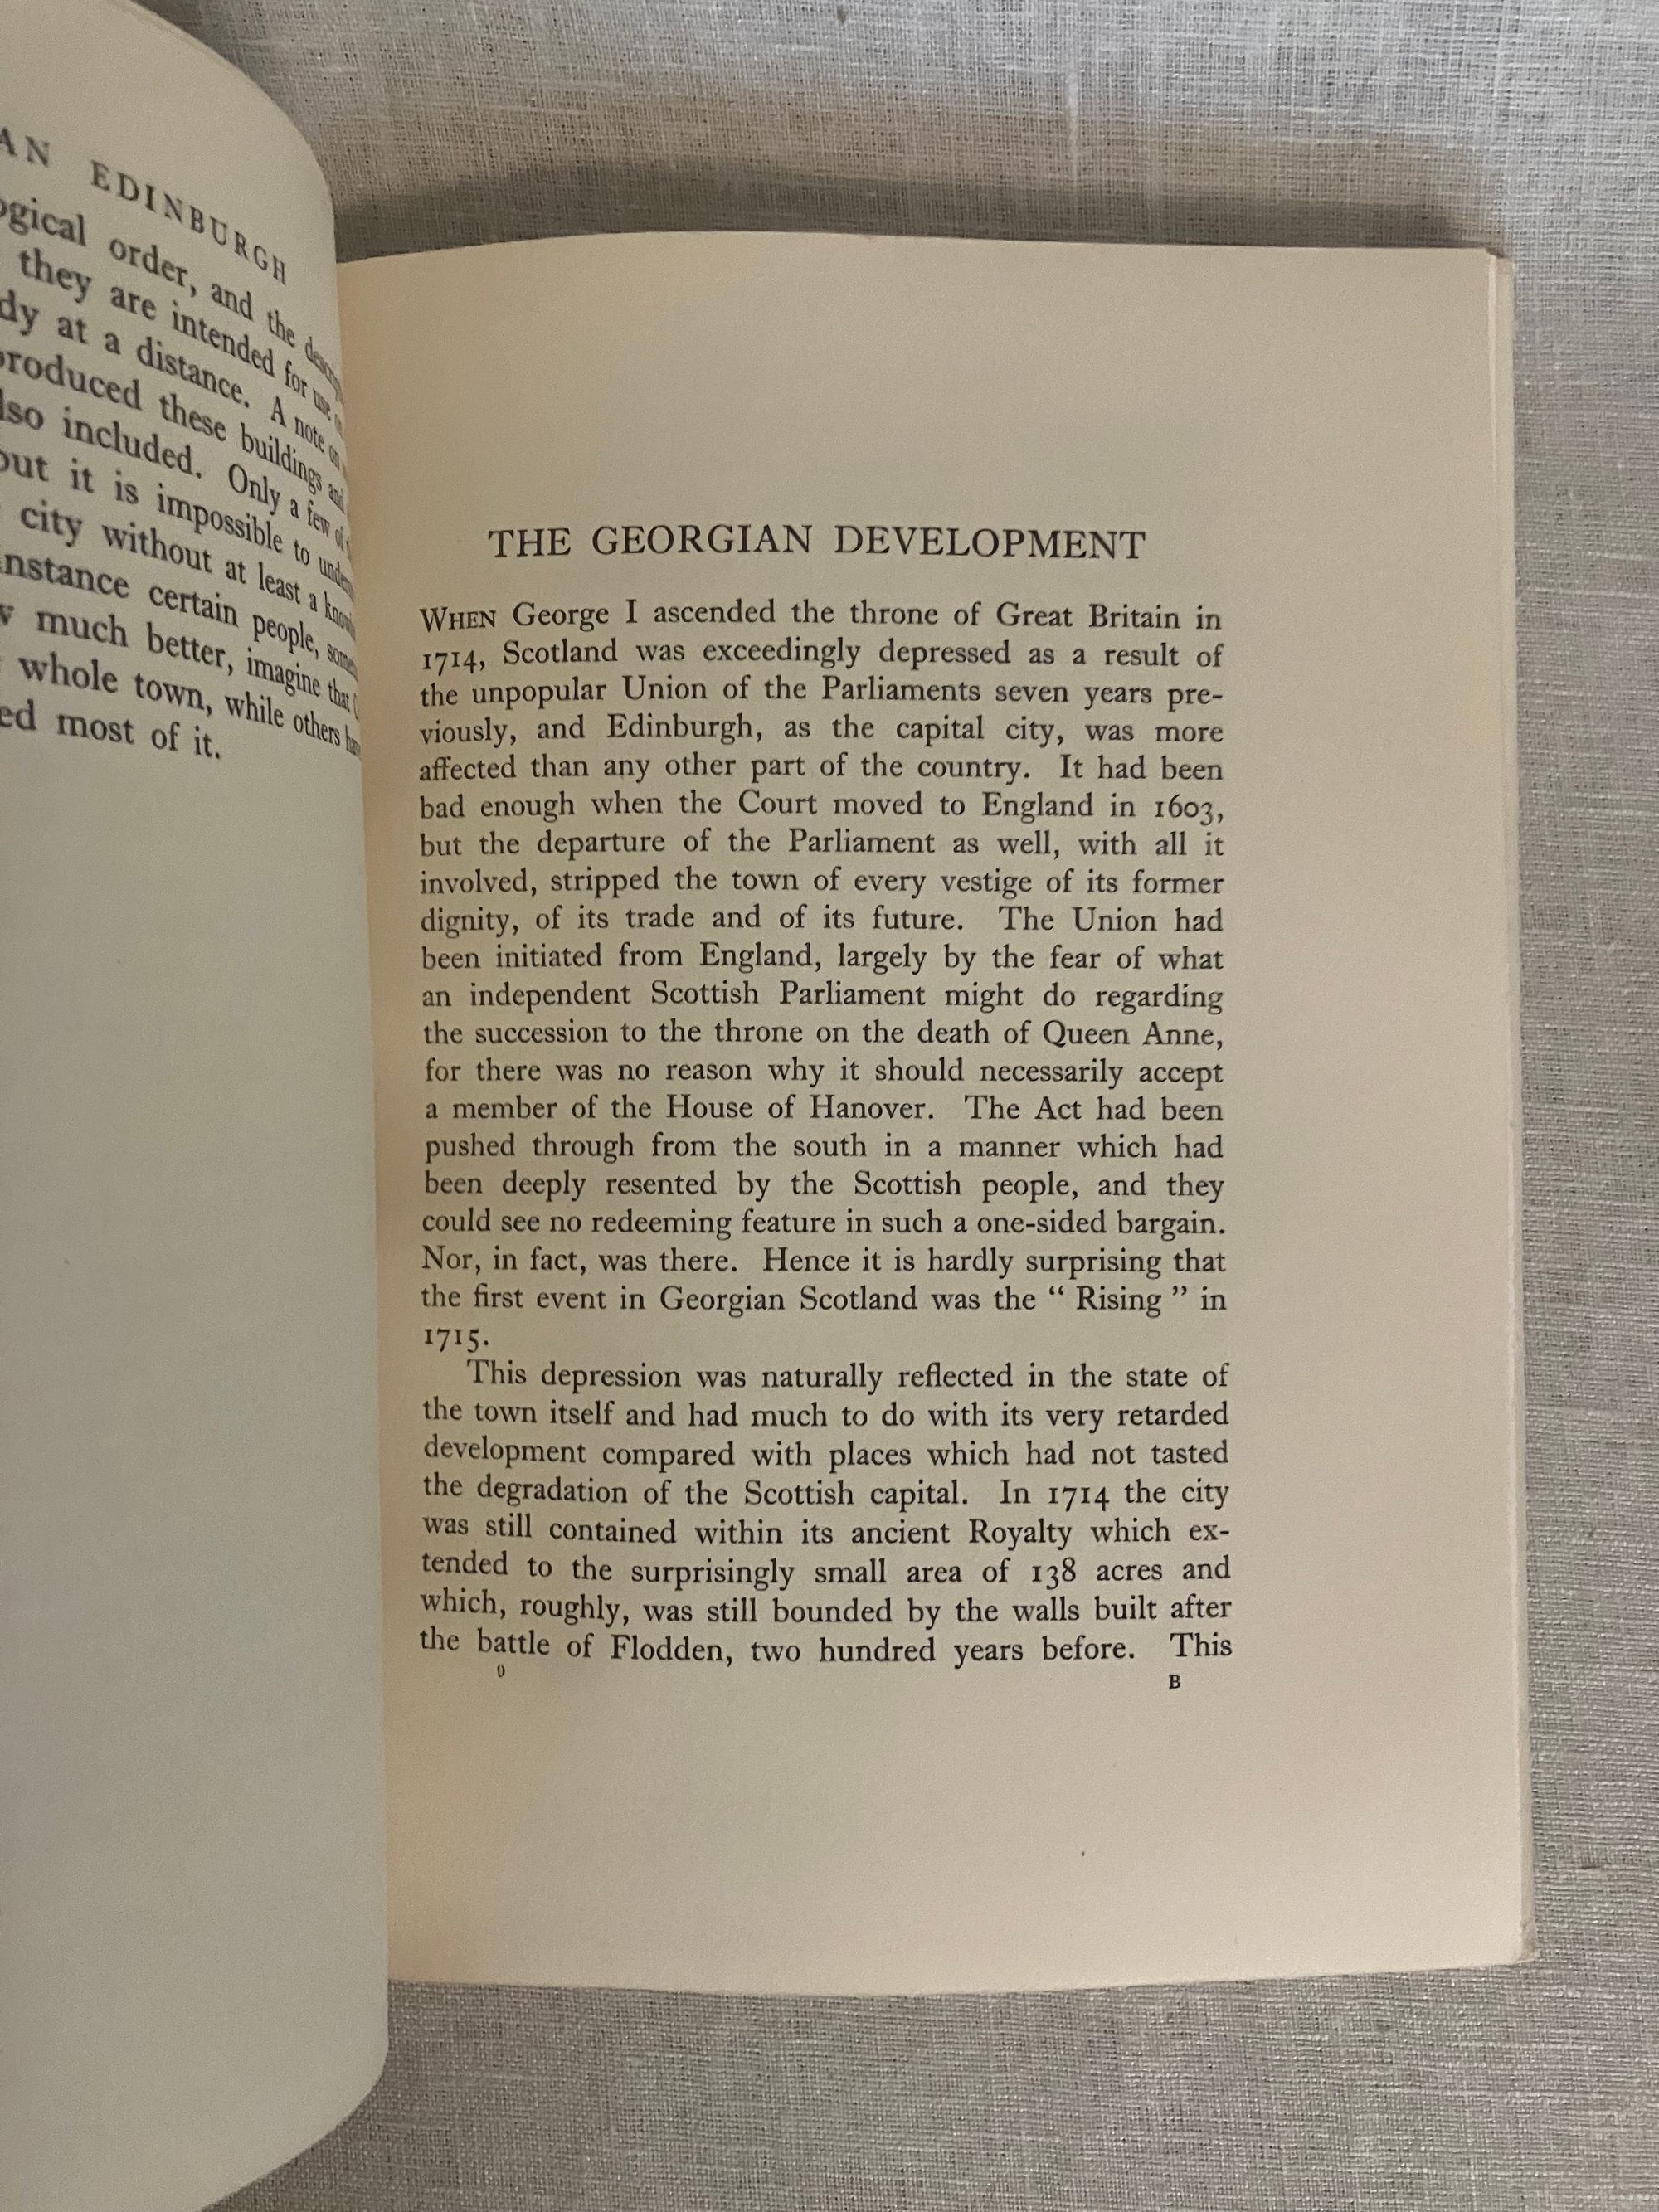 AN EDINBURGH
order, and the
they are intended for use
at a distance. A note on
produced these buildings and
also included. Only a few of
but it is impossible to
city without at least a
instance certain people,
much better, imagine that
whole town, while others
most of it.
THE GEORGIAN DEVELOPMENT
WHEN George I ascended the throne of Great Britain in
1714, Scotland was exceedingly depressed as a result of
the unpopular Union of the Parliaments seven years pre-
viously, and Edinburgh, as the capital city, was more
affected than any other part of the country. It had been
bad enough when the Court moved to England in 1603,
but the departure of the Parliament as well, with all it
involved, stripped the town of every vestige of its former
dignity, of its trade and of its future. The Union had
been initiated from England, largely by the fear of what
an independent Scottish Parliament might do regarding
the succession to the throne on the death of Queen Anne,
for there was no reason why it should necessarily accept
a member of the House of Hanover. The Act had been
pushed through from the south in a manner which had
been deeply resented by the Scottish people, and they
could see no redeeming feature in such a one-sided bargain.
Nor, in fact, was there. Hence it is hardly surprising that
the first event in Georgian Scotland was the " Rising " in
1715.
This depression was naturally reflected in the state of
the town itself and had much to do with its very retarded
development compared with places which had not tasted
the degradation of the Scottish capital. In 1714 the city
was still contained within its ancient Royalty which ex-
tended to the surprisingly small area of 138 acres and
which, roughly, was still bounded by the walls built after
the battle of Flodden, two hundred years before. This
0 B